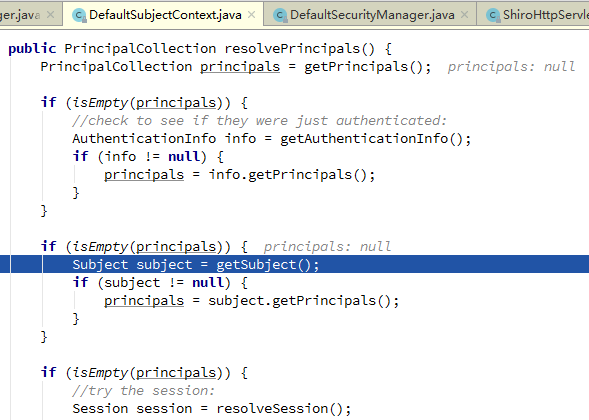 ger.java × DefaultSubjectContext.java × DefaultSecurityManager.java × ShiroHttpServle
public PrincipalCollection resolvePrincipals() {
PrincipalCollection principals = getPrincipals(); principals: null
if (isEmpty(principals)) {
//check to see if they were just authenticated:
AuthenticationInfo info = getAuthenticationInfo();
if (info != null) {
principals = info.getPrincipals();
}
}
if (isEmpty(principals)) { principals: null
Subject subject = getSubject();
if (subject != null) {
principals = subject.getPrincipals();
}
}
if (isEmpty(principals)) {
//try the session:
Session session = resolveSession();